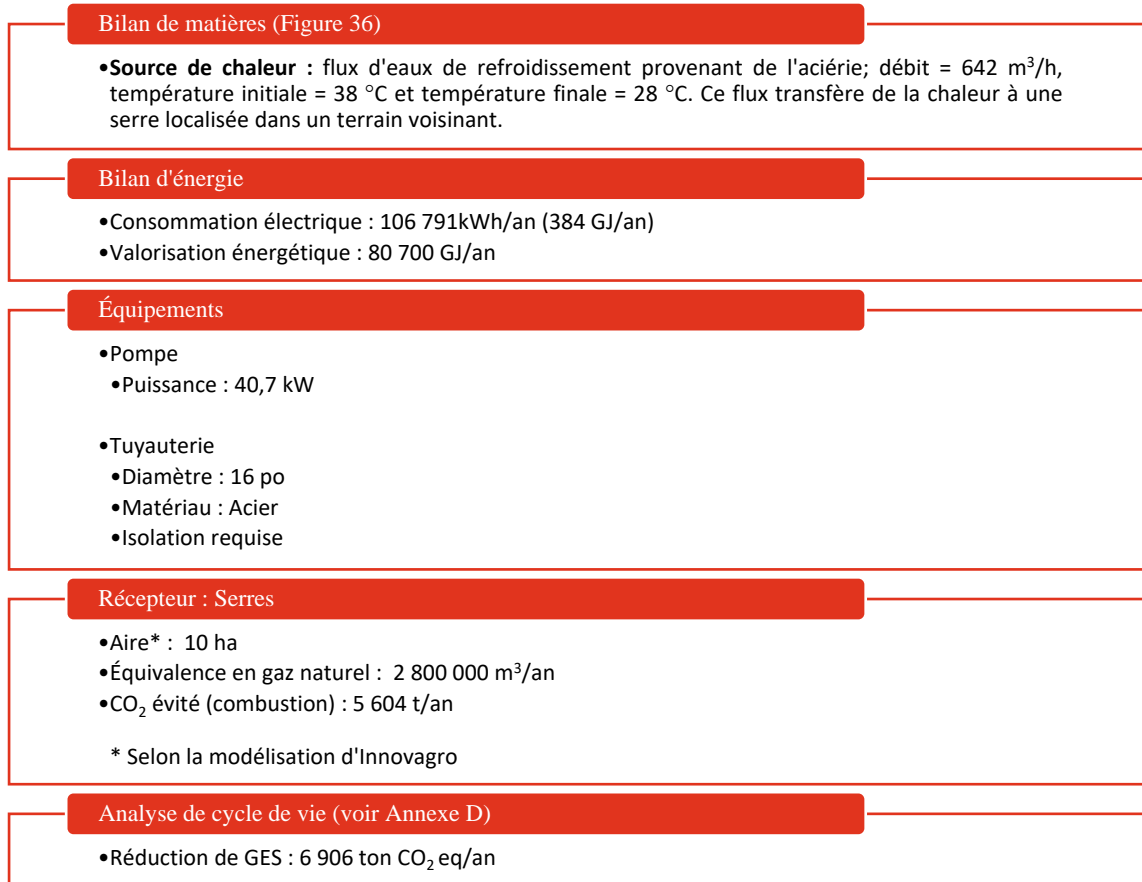 Bilan de matières (Figure 36)
•Source de chaleur : flux d'eaux de refroidissement provenant de l'aciérie; débit = 642 m³/h,
température initiale = 38 °C et température finale = 28 °C. Ce flux transfère de la chaleur à une
serre localisée dans un terrain voisinant.
Bilan d'énergie
•Consommation électrique : 106 791kWh/an (384 GJ/an)
•Valorisation énergétique : 80 700 GJ/an
Équipements
•Pompe
•Puissance : 40,7 kW
•Tuyauterie
•Diamètre : 16 po
•Matériau : Acier
•Isolation requise
Récepteur : Serres
•Aire* : 10 ha
•Équivalence en gaz naturel : 2 800 000 m³/an
•CO₂ évité (combustion) : 5 604 t/an
* Selon la modélisation d'Innovagro
Analyse de cycle de vie (voir Annexe D)
•Réduction de GES : 6 906 ton CO₂ eq/an